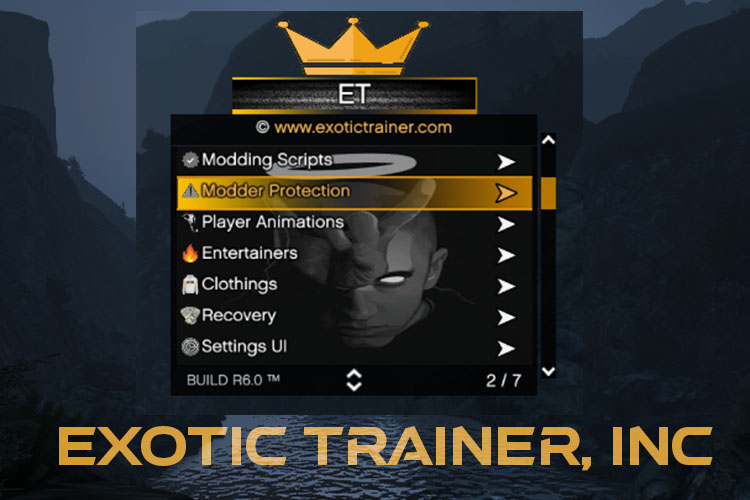 ET
© www.exotictrainer.com
Modding Scripts
Modder Protection
Player Animations
Entertainers
Clothings
Recovery
Settings UI
BUILD R6.0 ™ 2 / 7
EXOTIC TRAINER, INC